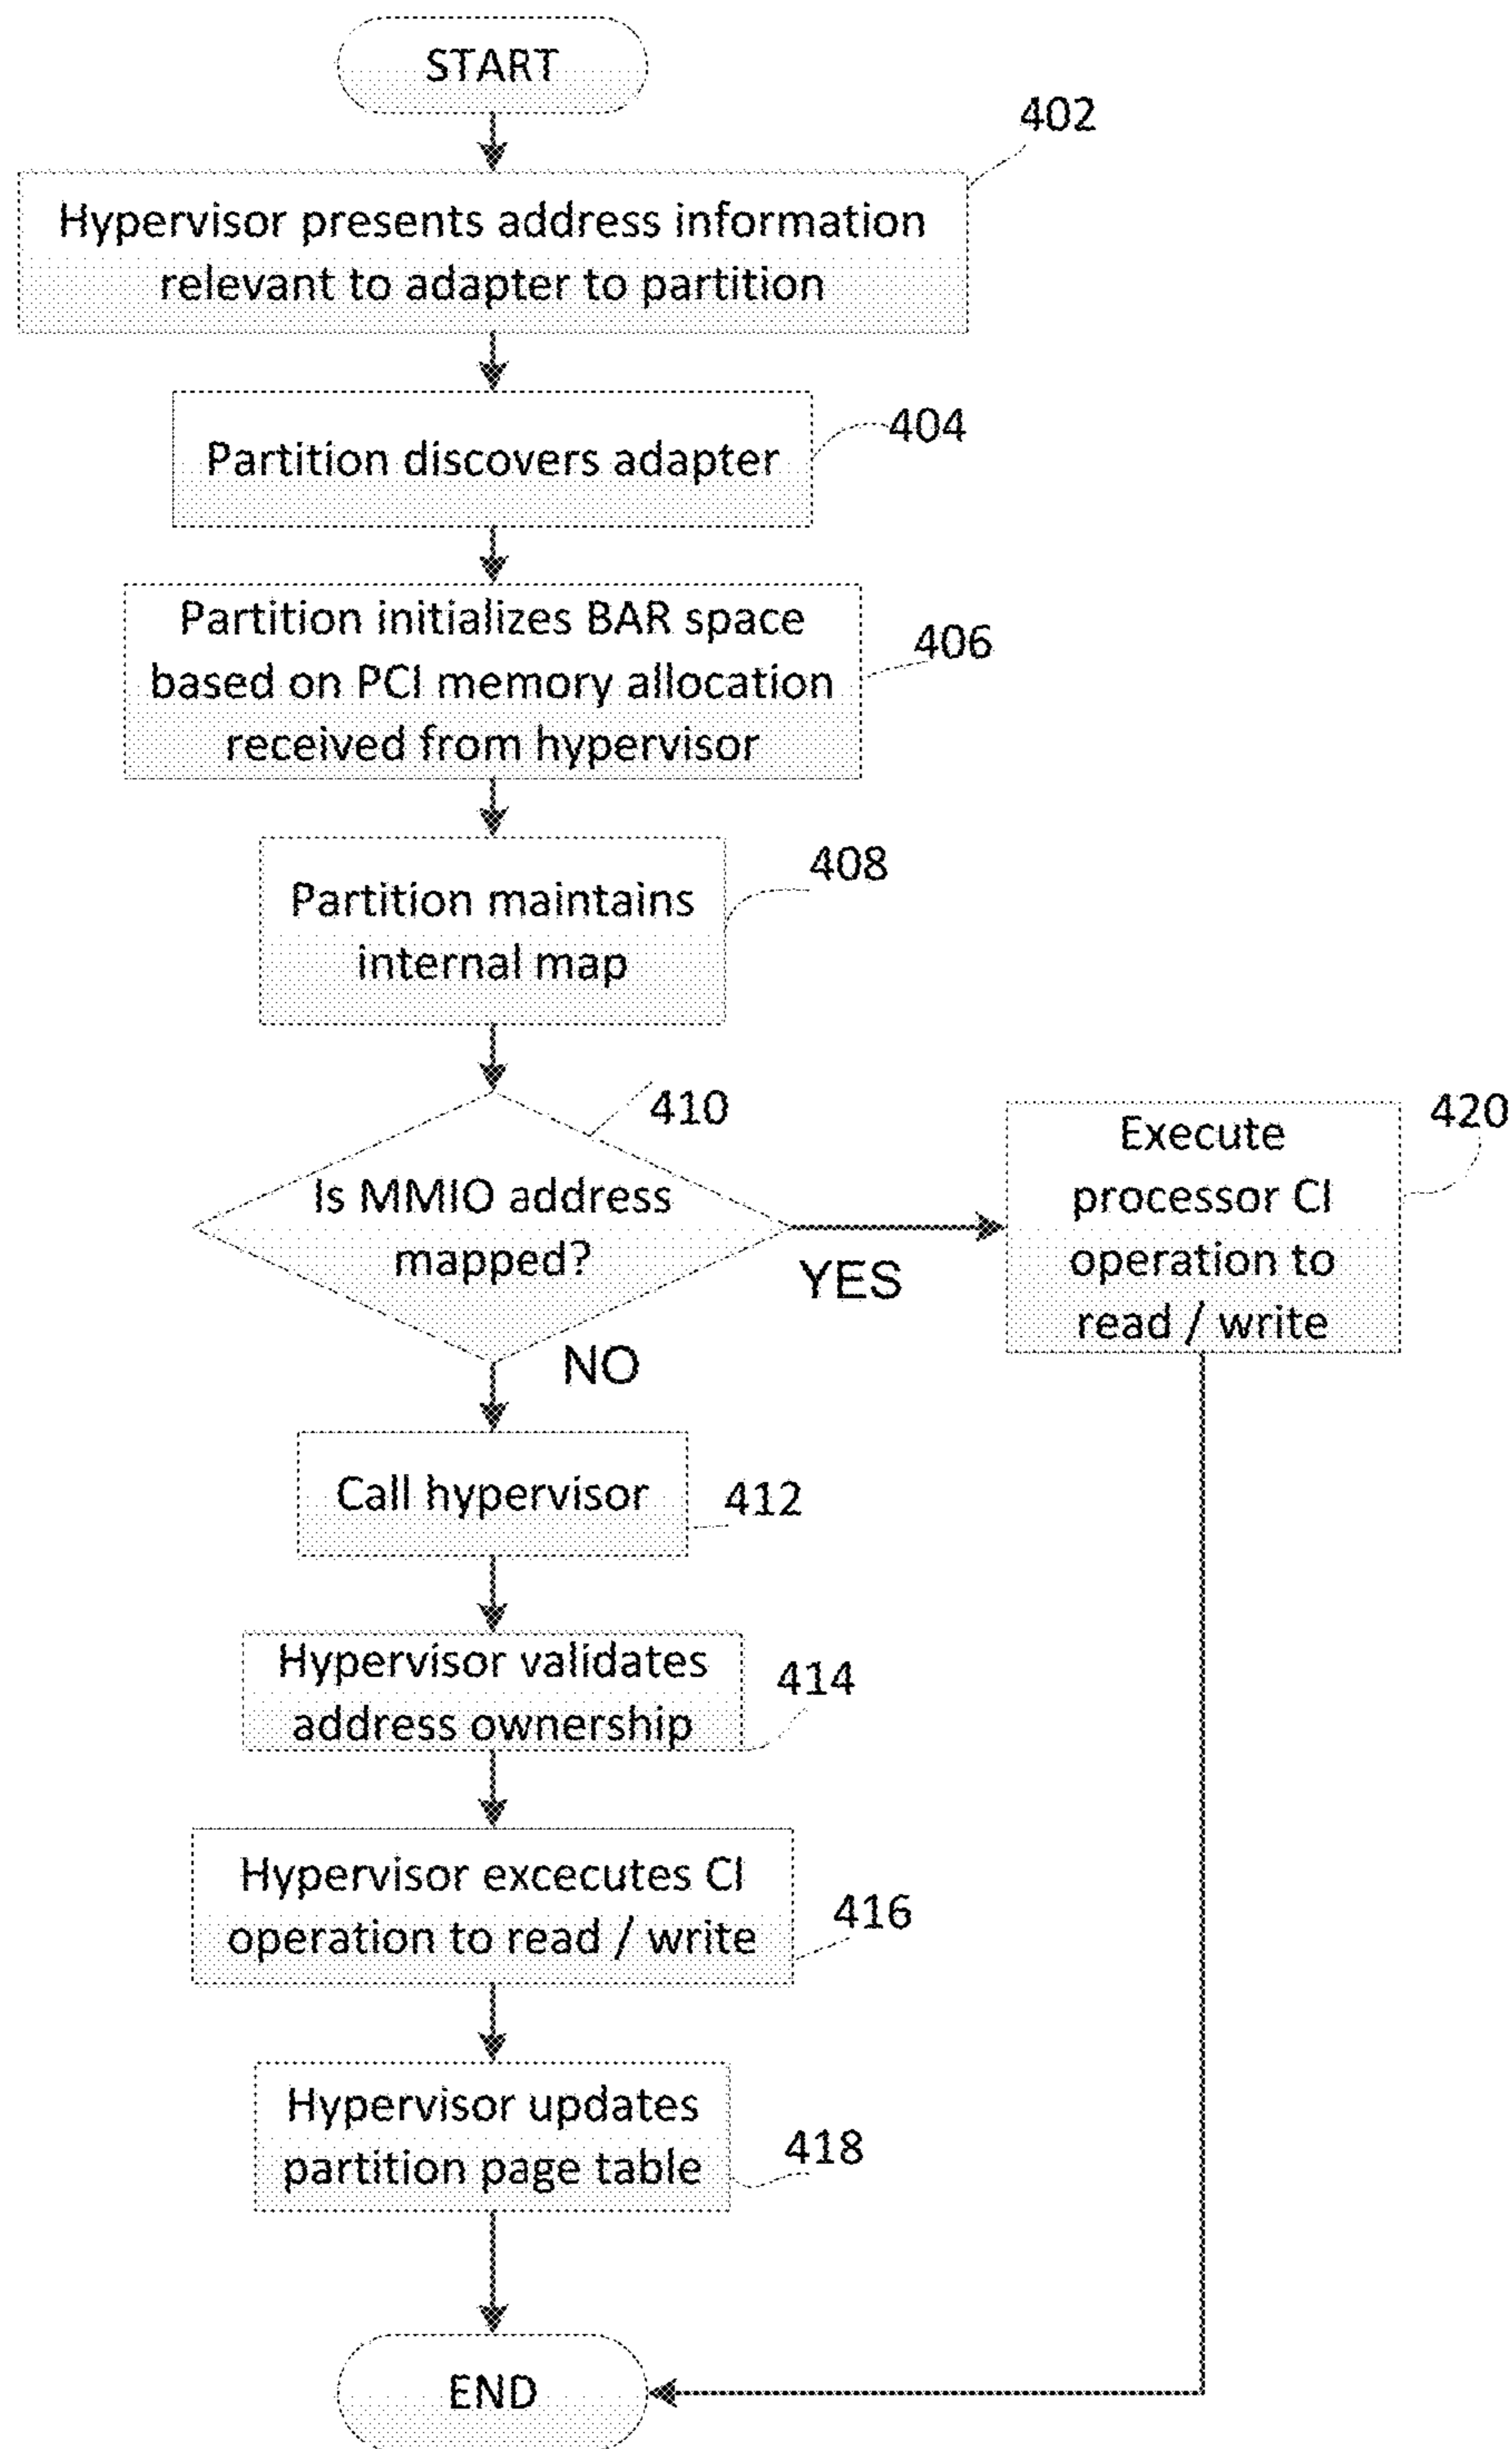 START
402
Hypervisor presents address information
relevant to adapter to partition
404
Partition discovers adapter
Partition initializes BAR space
based on PCI memory allocation
received from hypervisor
406
Partition maintains
internal map
408
410
Is MMIO address
mapped?
YES
NO
Execute
processor CI
operation to
read / write
420
Call hypervisor
412
Hypervisor validates
address ownership
414
Hypervisor excecutes CI
operation to read / write
416
Hypervisor updates
partition page table
418
END